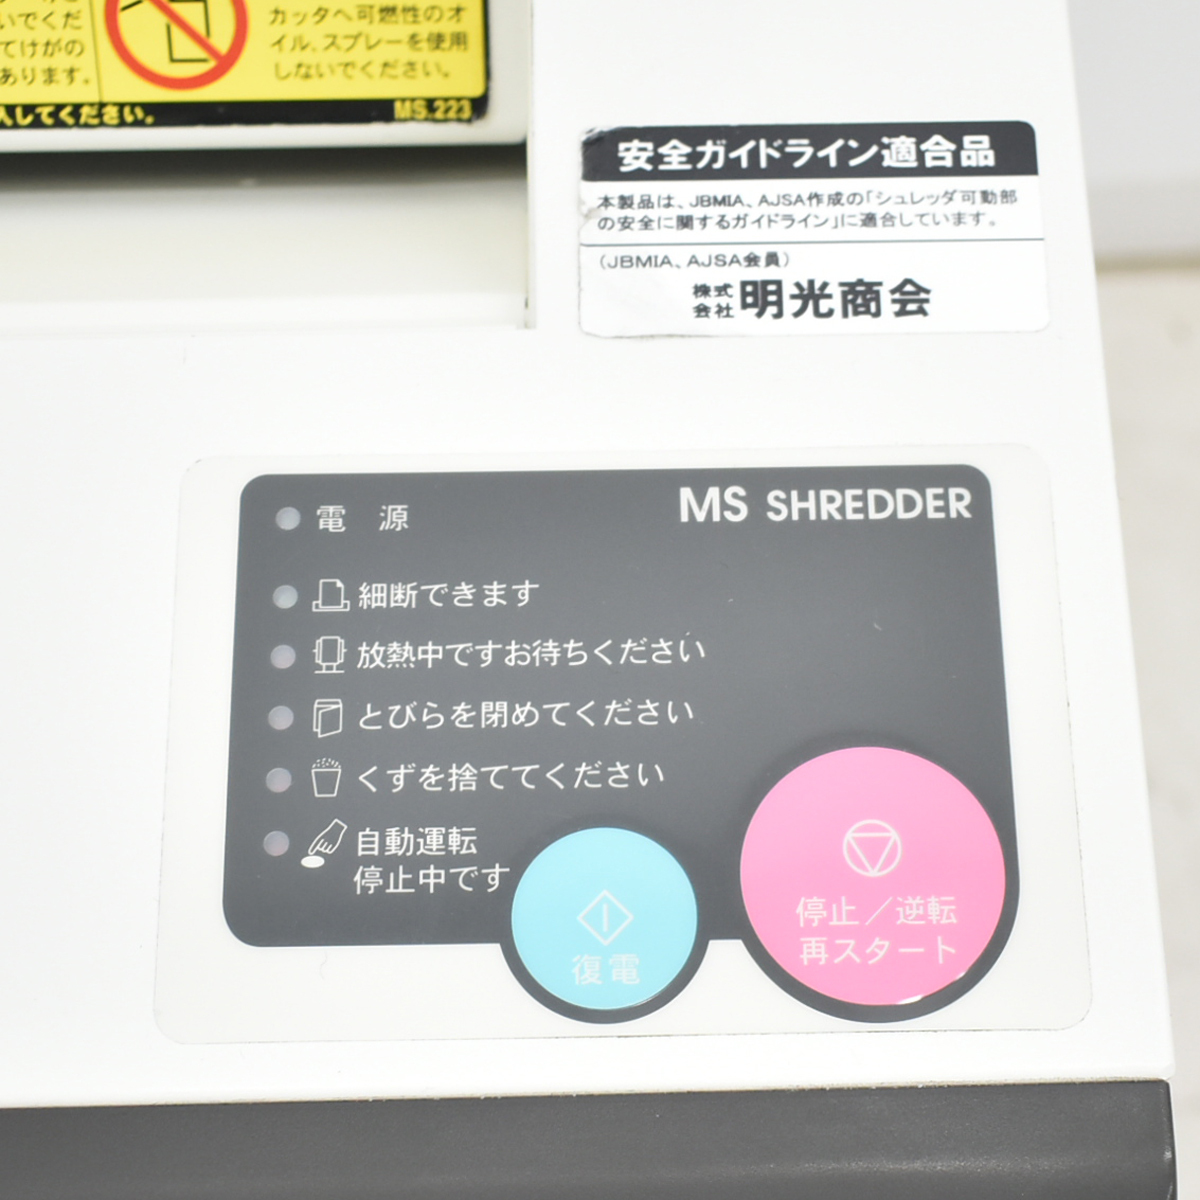 いでくだ
てけがの
あります。
カッタへ可燃性のオ
イル、スプレーを使用
しないでください。
入してください。
MS.223
安全ガイドライン適合品
本製品は、JBMIA、AJSA作成の「シュレッダ可動部
の安全に関するガイドライン」に適合しています。
(JBMIA、AJSA会員)
株式会社 明光商会
MS SHREDDER
電 源
細断できます
放熱中ですお待ちください
とびらを閉めてください
くずを捨ててください
自動運転
停止中です
復電
停止/逆転
再スタート